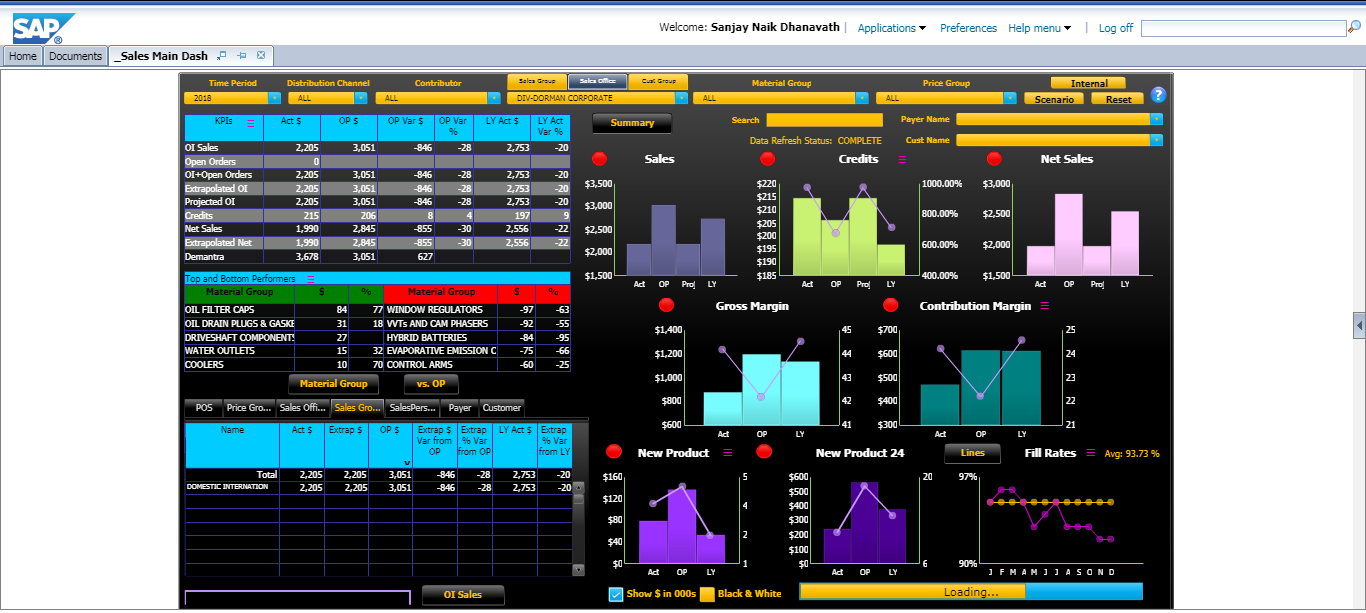 SAP ®
Welcome: Sanjay Naik Dhanavath | Applications Preferences Help menu | Log off
Home Documents _Sales Main Dash
Time Period Distribution Channel Contributor Sales Group Sales Office Cust Group Material Group Price Group Internal
2018 ALL ALL DIV-DORMAN CORPORATE ALL ALL Scenario Reset ?
KPIs Act $ OP $ OP Var $ OP Var % LY Act $ LY Act Var %
OI Sales 2,205 3,051 -846 -28 2,753 -20
Open Orders 0
OI+Open Orders 2,205 3,051 -846 -28 2,753 -20
Extrapolated OI 2,205 3,051 -846 -28 2,753 -20
Projected OI 2,205 3,051 -846 -28 2,753 -20
Credits 215 206 8 4 197 9
Net Sales 1,990 2,845 -855 -30 2,556 -22
Extrapolated Net 1,990 2,845 -855 -30 2,556 -22
Demantra 3,678 3,051 627
Summary Search Payer Name
Data Refresh Status: COMPLETE Cust Name
Sales
$3,500
$3,000
$2,500
$2,000
$1,500
Act OP Proj LY
Credits
$220 1000.00%
$215
$210 800.00%
$205
$200
$195 600.00%
$190
$185 400.00%
Act OP Proj LY
Net Sales
$3,000
$2,500
$2,000
$1,500
Act OP Proj LY
Top and Bottom Performers
Material Group $ % Material Group $ %
OIL FILTER CAPS 84 77 WINDOW REGULATORS -97 -63
OIL DRAIN PLUGS & GASKE 31 18 VVTs AND CAM PHASERS -92 -55
DRIVESHAFT COMPONENTS 27 HYBRID BATTERIES -84 -95
WATER OUTLETS 15 32 EVAPORATIVE EMISSION C -75 -66
COOLERS 10 70 CONTROL ARMS -60 -25
Material Group vs. OP
Gross Margin
$1,400 45
$1,200 44
$1,000 43
$800 42
$600 41
Act OP LY
Contribution Margin
$700 25
$600 24
$500 23
$400 22
$300 21
Act OP LY
POS Price Gro... Sales Offi... Sales Gro... SalesPers... Payer Customer
Name Act $ Extrap $ OP $ Extrap $ Var from OP Extrap % Var from OP LY Act $ Extrap % Var from LY
Total 2,205 2,205 3,051 -846 -28 2,753 -20
DOMESTIC INTERNATION 2,205 2,205 3,051 -846 -28 2,753 -20
New Product
$160 5
$120 4
$80
$40 2
$0 1
Act OP LY
New Product 24
$600 20
$500
$400
$300
$200
$100
$0 6
Act OP LY
Lines Fill Rates Avg: 93.73 %
97%
90%
J F M A M J J A S O N D
OI Sales Show $ in 000s Black & White Loading...